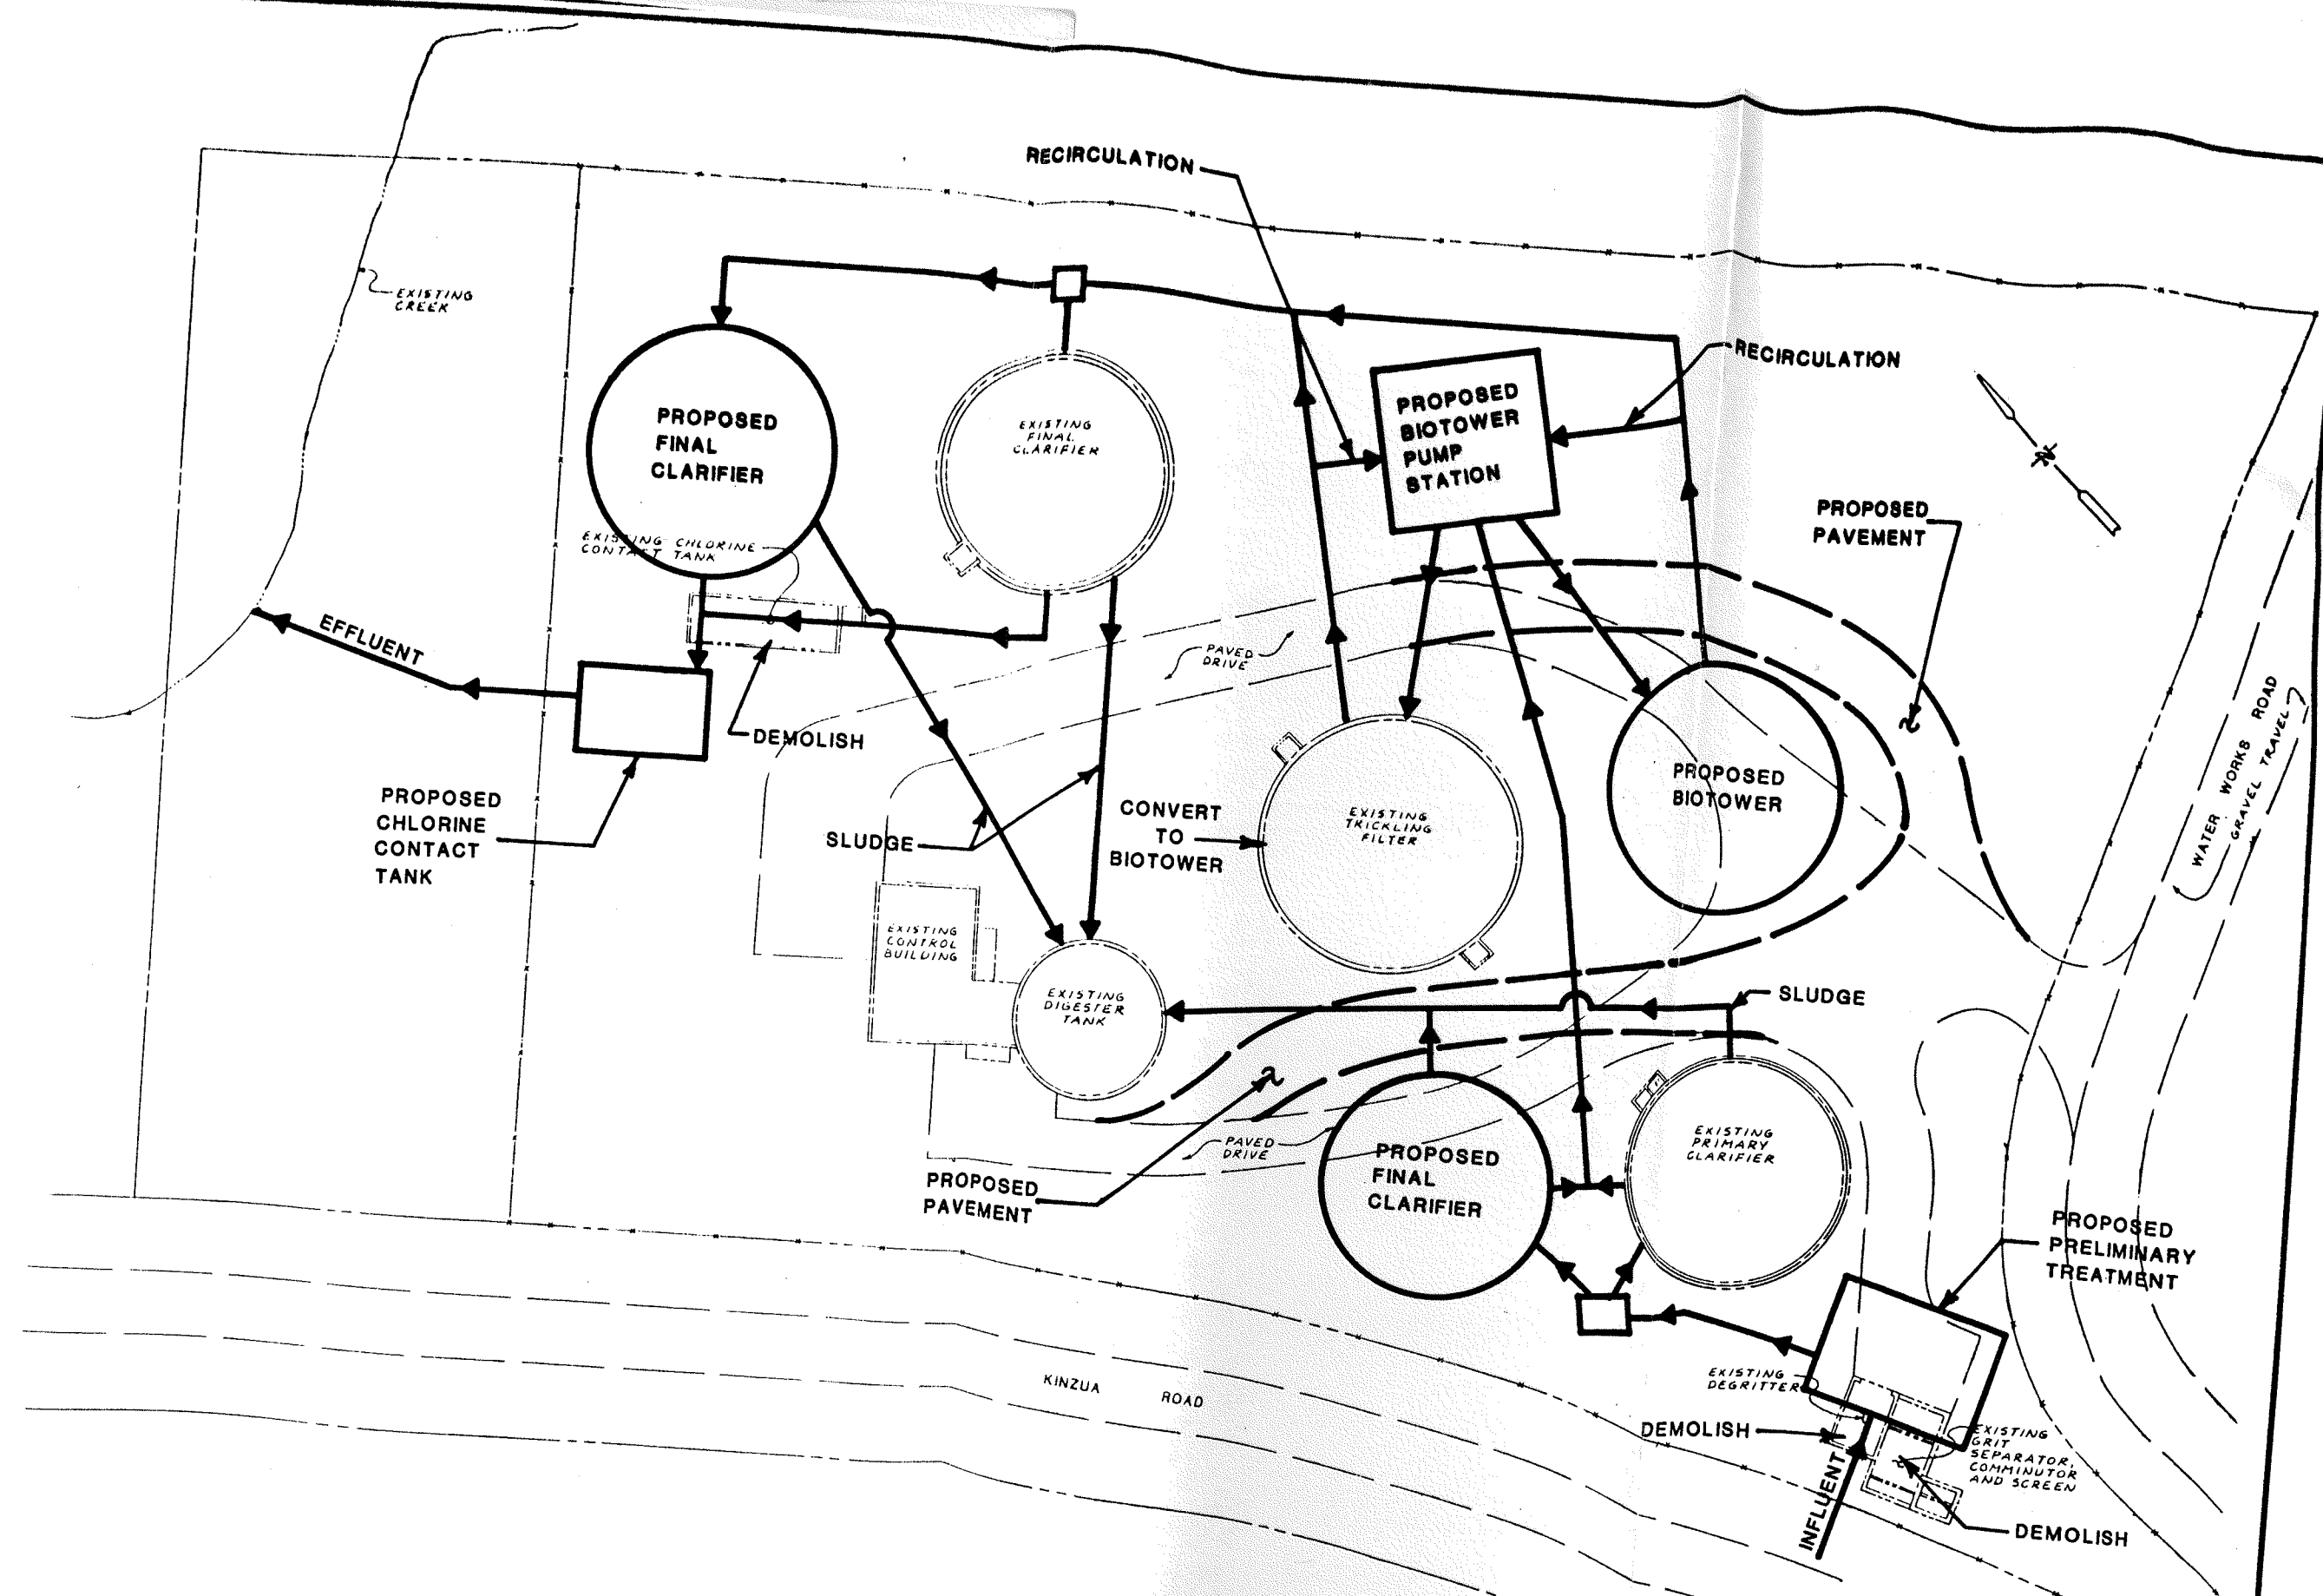 RECIRCULATION
EXISTING
CREEK
RECIRCULATION
PROPOSED
FINAL
CLARIFIER
EXISTING
FINAL
CLARIFIER
PROPOSED
BIOTOWER
PUMP
STATION
PROPOSED
PAVEMENT
EXISTING CHLORINE
CONTACT TANK
EFFLUENT
PAVED
DRIVE
DEMOLISH
PROPOSED
CHLORINE
CONTACT
TANK
SLUDGE
CONVERT
TO
BIOTOWER
EXISTING
TRICKLING
FILTER
PROPOSED
BIOTOWER
WATER WORKS ROAD
GRAVEL TRAVEL
EXISTING
CONTROL
BUILDING
EXISTING
DIGESTER
TANK
SLUDGE
PROPOSED
PAVEMENT
PAVED
DRIVE
PROPOSED
FINAL
CLARIFIER
EXISTING
PRIMARY
CLARIFIER
PROPOSED
PRELIMINARY
TREATMENT
KINZUA ROAD
EXISTING
DEGRITTER
DEMOLISH
EXISTING
GRIT
SEPARATOR,
COMMINUTOR
AND SCREEN
INFLUENT
DEMOLISH